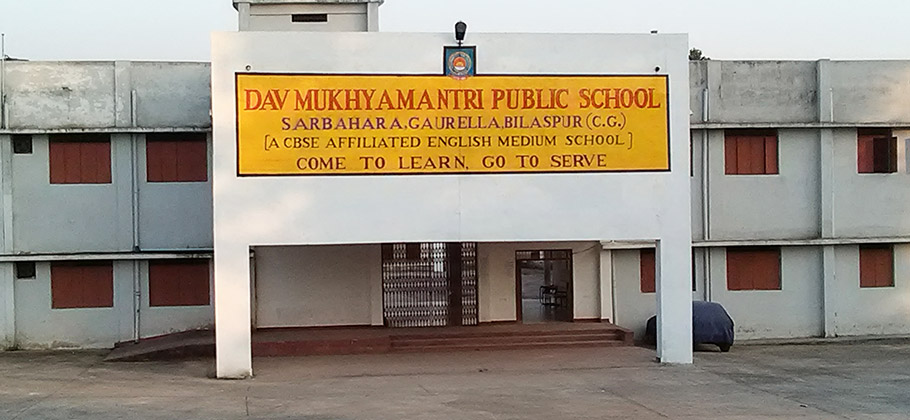 DAV MUKHYAMANTRI PUBLIC SCHOOL
SARBAHARA,GAURELLA,BILASPUR (C.G.)
[A CBSE AFFILIATED ENGLISH MEDIUM SCHOOL]
COME TO LEARN, GO TO SERVE